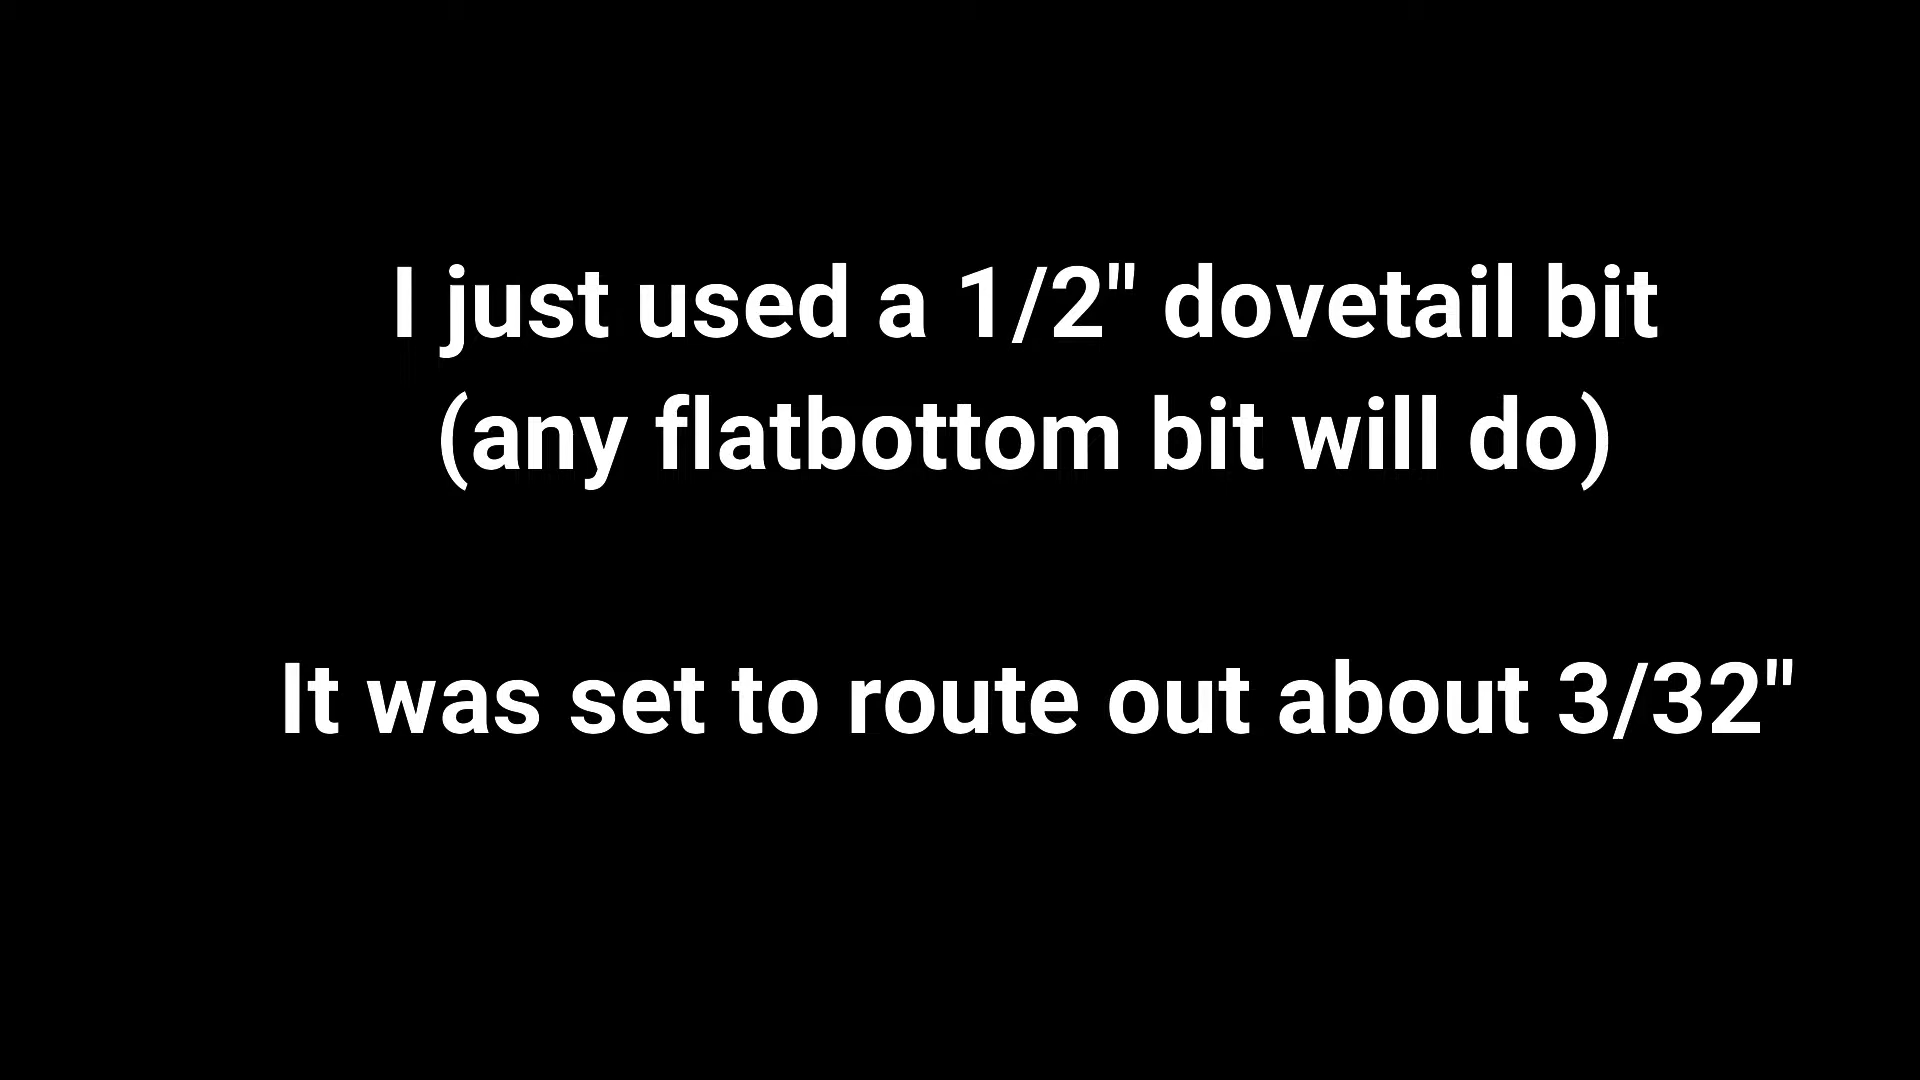 I just used a 1/2" dovetail bit
(any flatbottom bit will do)
It was set to route out about 3/32"